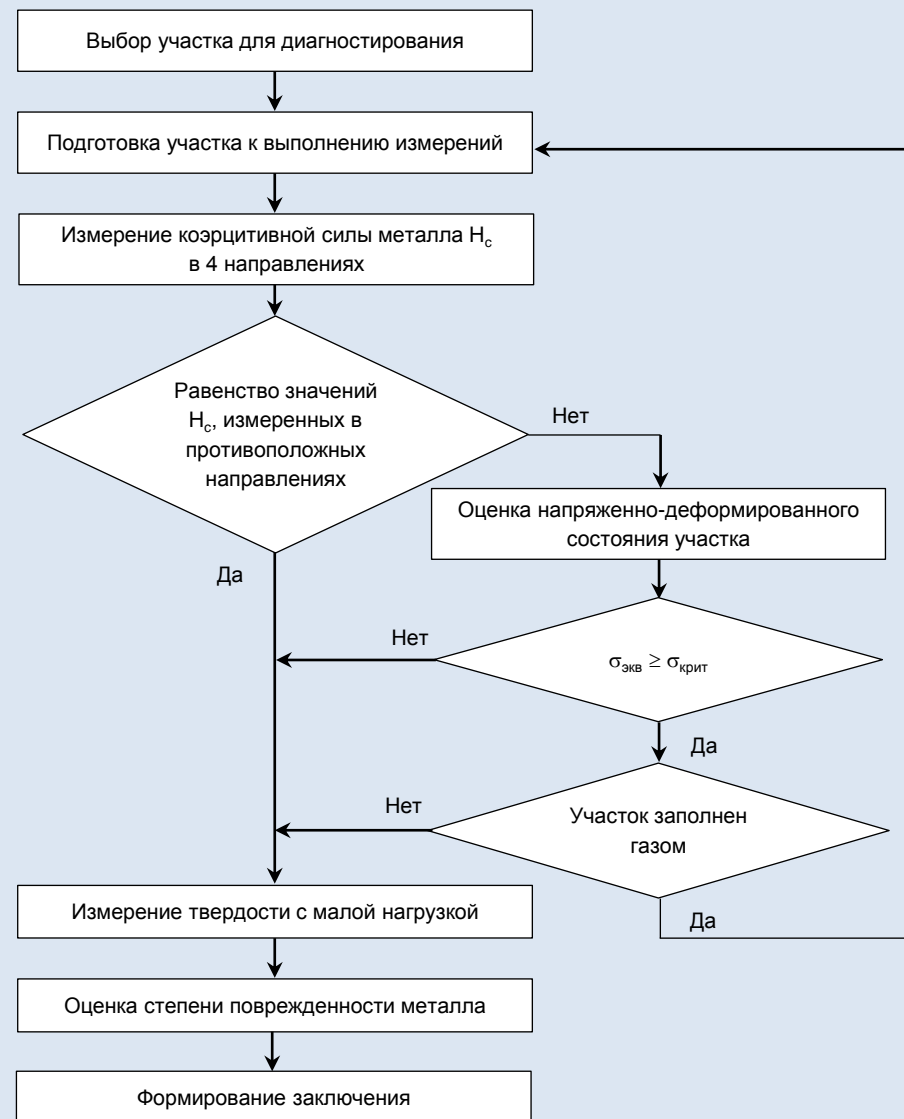 Выбор участка для диагностирования
Подготовка участка к выполнению измерений
Измерение коэрцитивной силы металла Hс
в 4 направлениях
Равенство значений
Hс, измеренных в
противоположных
направлениях
Нет
Да
Оценка напряженно-деформированного
состояния участка
Нет
σэкв ≥ σкрит
Да
Нет
Участок заполнен
газом
Да
Измерение твердости с малой нагрузкой
Оценка степени поврежденности металла
Формирование заключения